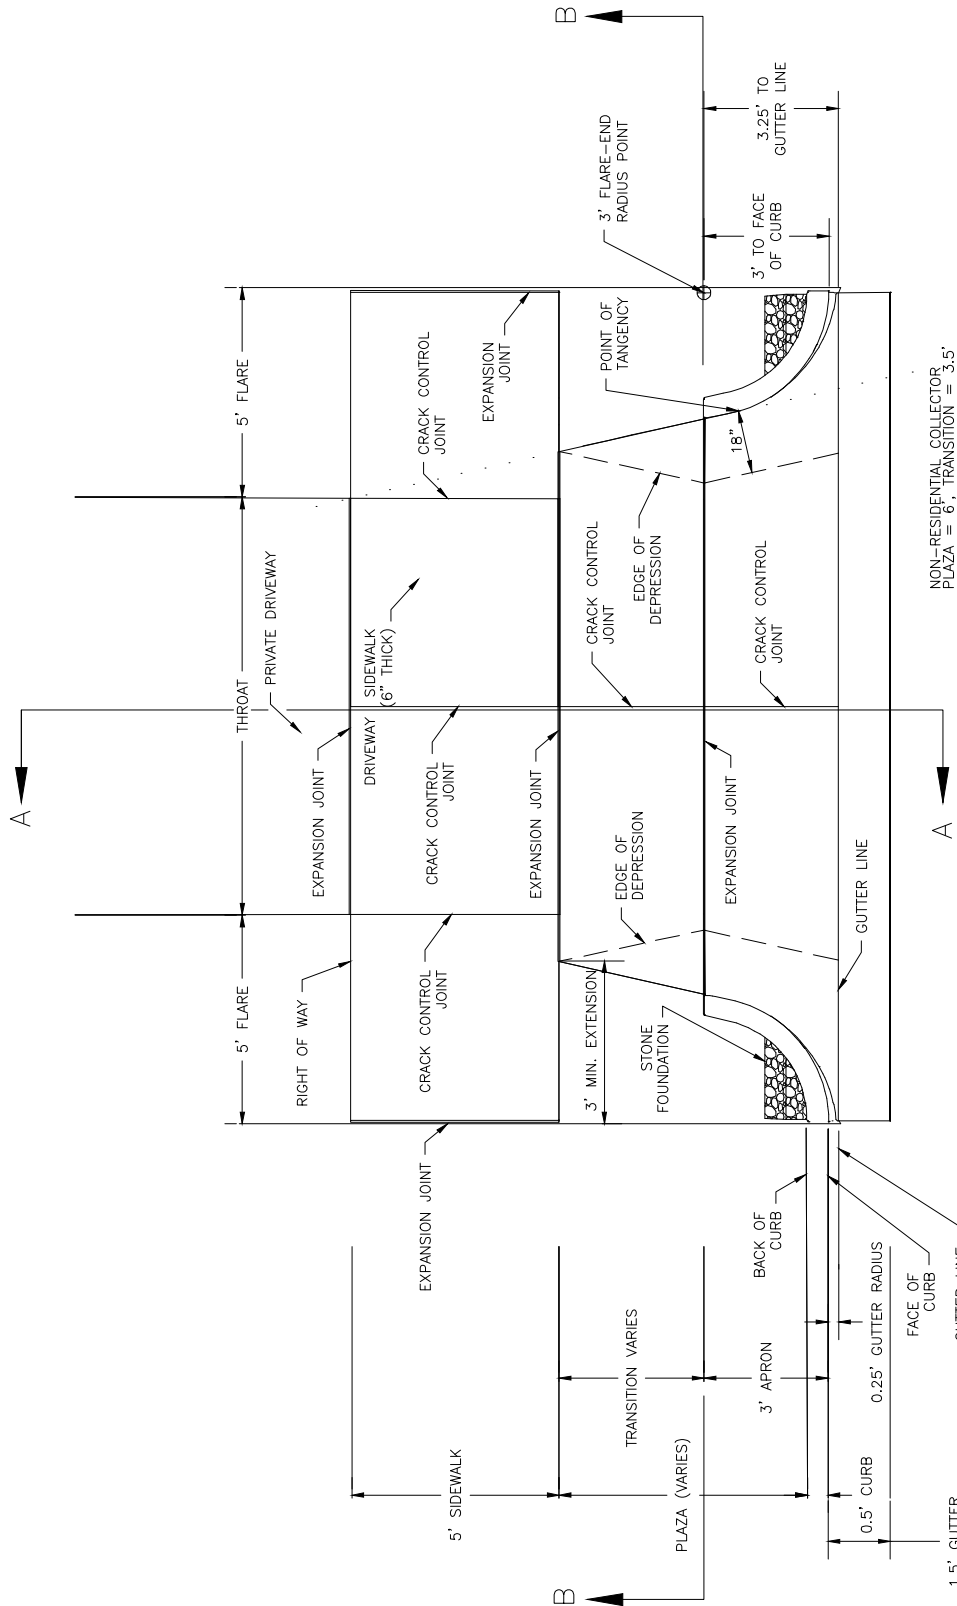 A
A
B
B
5' FLARE
THROAT
5' FLARE
PRIVATE DRIVEWAY
RIGHT OF WAY
EXPANSION JOINT
DRIVEWAY SIDEWALK
(6" THICK)
CRACK CONTROL
JOINT
CRACK CONTROL
JOINT
CRACK CONTROL
JOINT
EXPANSION
JOINT
EXPANSION JOINT
EXPANSION JOINT
3' MIN. EXTENSION
STONE
FOUNDATION
EDGE OF
DEPRESSION
EXPANSION JOINT
CRACK CONTROL
JOINT
EDGE OF
DEPRESSION
CRACK CONTROL
JOINT
18"
POINT OF
TANGENCY
3' FLARE-END
RADIUS POINT
3' TO FACE
OF CURB
3.25' TO
GUTTER LINE
GUTTER LINE
5' SIDEWALK
TRANSITION VARIES
PLAZA (VARIES)
3' APRON
BACK OF
CURB
0.5' CURB
0.25' GUTTER RADIUS
FACE OF
CURB
GUTTER LINE
1.5' GUTTER
NON-RESIDENTIAL COLLECTOR
PLAZA = 6', TRANSITION = 3.5'